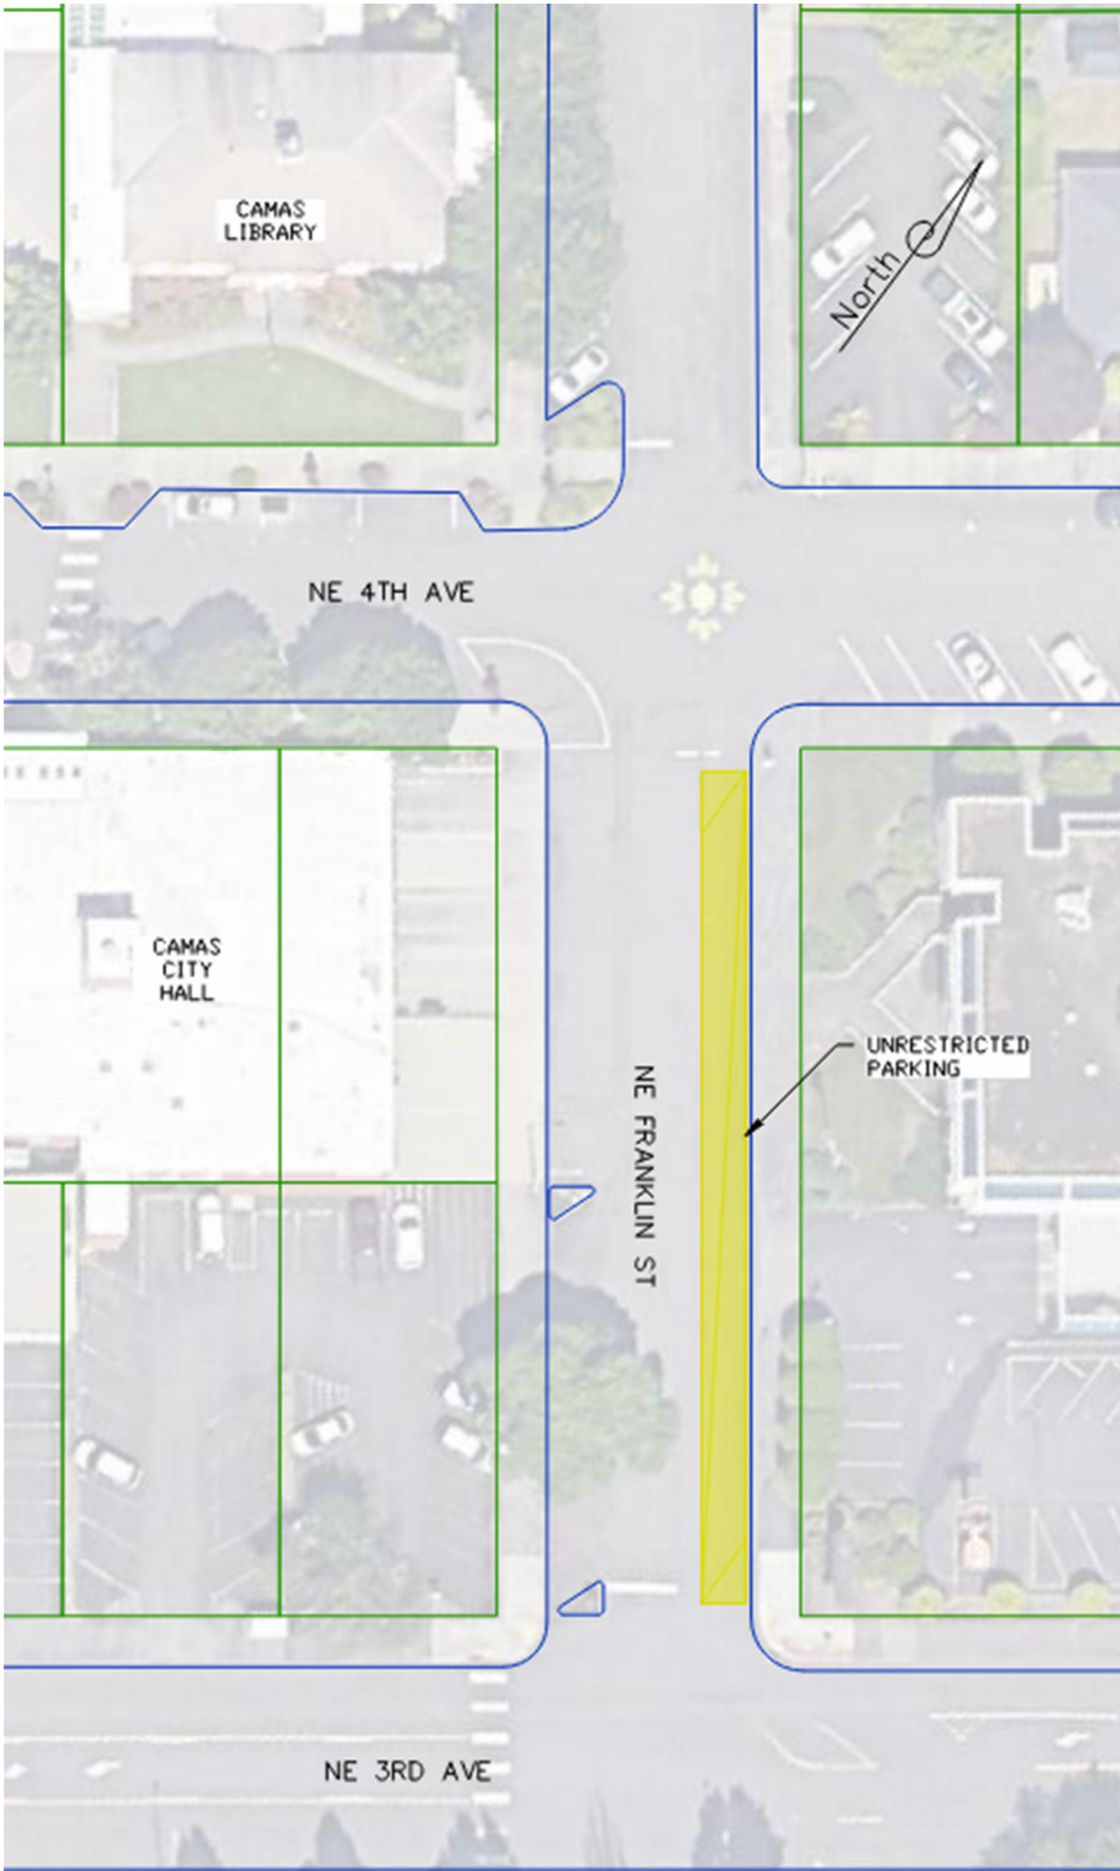 CAMAS
LIBRARY
North
NE 4TH AVE
CAMAS
CITY
HALL
UNRESTRICTED
PARKING
NE FRANKLIN ST
NE 3RD AVE